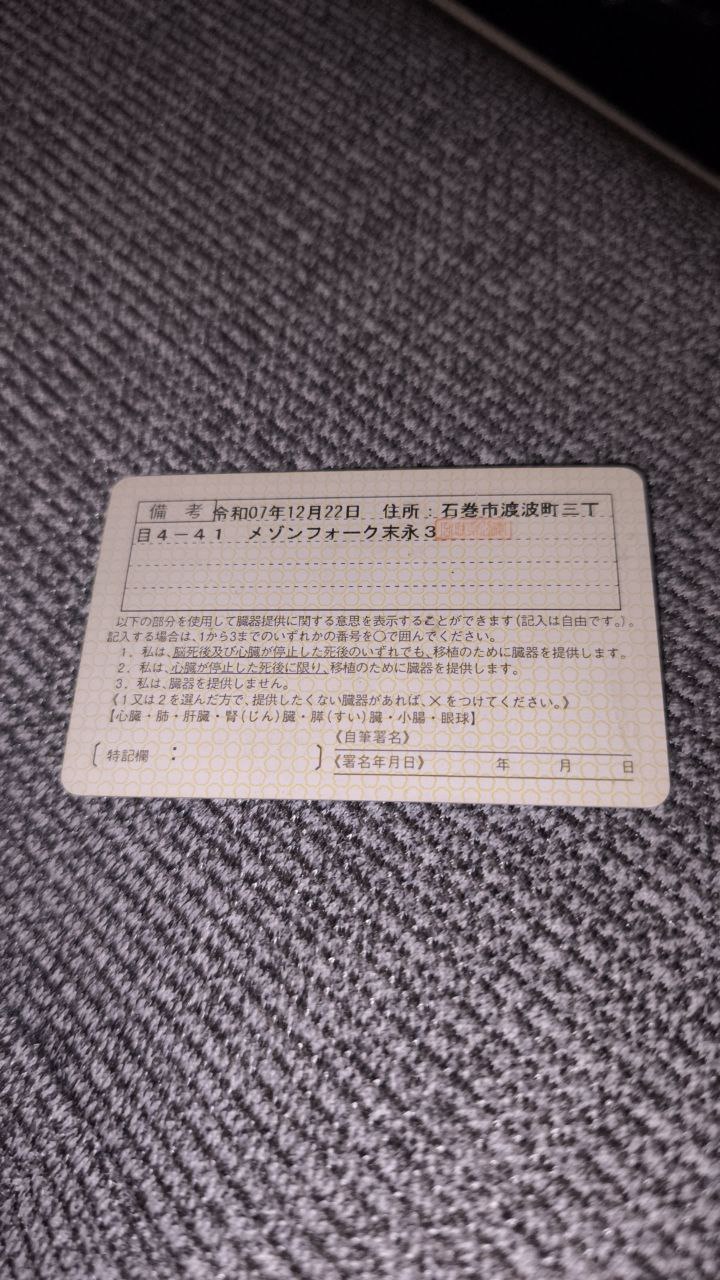 備考 令和07年12月22日 住所：石巻市渡波町三丁
目4-41 メゾンフォーク末永3
以下の部分を使用して臓器提供に関する意思を表示することができます(記入は自由です。)。
記入する場合は、1から3までのいずれかの番号を〇で囲んでください。
1. 私は、脳死後及び心臓が停止した死後のいずれでも、移植のために臓器を提供します。
2. 私は、心臓が停止した死後に限り、移植のために臓器を提供します。
3. 私は、臓器を提供しません。
《1又は2を選んだ方で、提供したくない臓器があれば、×をつけてください。》
【心臓・肺・肝臓・腎(じん)臓・膵(すい)臓・小腸・眼球】
〔特記欄： 〕
《自筆署名》
《署名年月日》 年 月 日